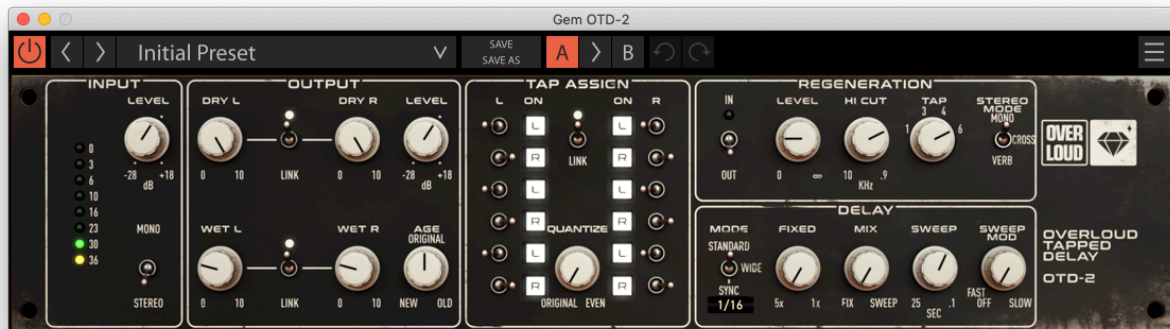 Gem OTD-2
Initial Preset
SAVE
SAVE AS
A
B
INPUT
LEVEL
-28 +18
dB
0
3
6
10
16
23
30
36
MONO
STEREO
OUTPUT
DRY L DRY R LEVEL
0 10 LINK 0 10 -28 +18
dB
WET L WET R AGE
ORIGINAL
0 10 LINK 0 10 NEW OLD
TAP ASSIGN
L ON ON R
L L
LINK
R R
L L
R R
QUANTIZE
L L
R R
ORIGINAL EVEN
REGENERATION
IN LEVEL HI CUT TAP STEREO
MODE
MONO
1 3 4 6
CROSS
VERB
OUT 0 ∞ 10 .9
KHz
OVER
LOUD
DELAY
MODE FIXED MIX SWEEP SWEEP
MOD
STANDARD
WIDE
SYNC
1/16
5x 1x FIX SWEEP 25 .1
SEC
FAST
OFF SLOW
OVERLOUD
TAPPED
DELAY
OTD-2